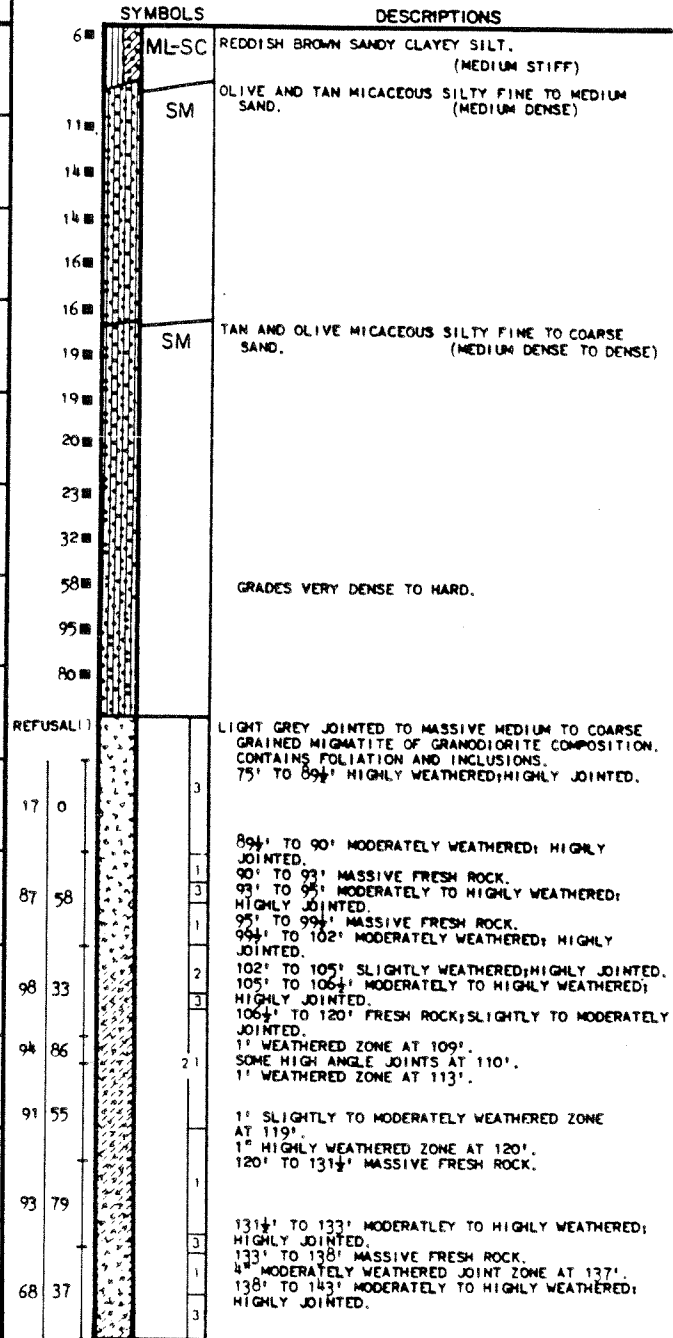 SYMBOLS DESCRIPTIONS
6 ML-SC REDDISH BROWN SANDY CLAYEY SILT.
(MEDIUM STIFF)
OLIVE AND TAN MICACEOUS SILTY FINE TO MEDIUM
SM SAND. (MEDIUM DENSE)
11
14
14
16
16
TAN AND OLIVE MICACEOUS SILTY FINE TO COARSE
SM SAND. (MEDIUM DENSE TO DENSE)
19
19
20
23
32
58 GRADES VERY DENSE TO HARD.
95
80
REFUSAL LIGHT GREY JOINTED TO MASSIVE MEDIUM TO COARSE
GRAINED MIGMATITE OF GRANODIORITE COMPOSITION.
CONTAINS FOLIATION AND INCLUSIONS.
3 75' TO 89½' HIGHLY WEATHERED;HIGHLY JOINTED.
17 0
89½' TO 90' MODERATELY WEATHERED; HIGHLY
JOINTED.
1 90' TO 93' MASSIVE FRESH ROCK.
3 93' TO 95' MODERATELY TO HIGHLY WEATHERED;
87 58 HIGHLY JOINTED.
1 95' TO 99½' MASSIVE FRESH ROCK.
99½' TO 102' MODERATELY WEATHERED; HIGHLY
JOINTED.
2 102' TO 105' SLIGHTLY WEATHERED;HIGHLY JOINTED.
98 33 105' TO 106½' MODERATELY TO HIGHLY WEATHERED;
3 HIGHLY JOINTED.
106½' TO 120' FRESH ROCK;SLIGHTLY TO MODERATELY
JOINTED.
94 86 1' WEATHERED ZONE AT 109'.
2 1 SOME HIGH ANGLE JOINTS AT 110'.
1' WEATHERED ZONE AT 113'.
91 55 1' SLIGHTLY TO MODERATELY WEATHERED ZONE
AT 119'.
1" HIGHLY WEATHERED ZONE AT 120'.
120' TO 131½' MASSIVE FRESH ROCK.
1
93 79
131½' TO 133' MODERATLEY TO HIGHLY WEATHERED;
3 HIGHLY JOINTED.
133' TO 138' MASSIVE FRESH ROCK.
1 4" MODERATELY WEATHERED JOINT ZONE AT 137'.
68 37 138' TO 143' MODERATELY TO HIGHLY WEATHERED;
HIGHLY JOINTED.
3